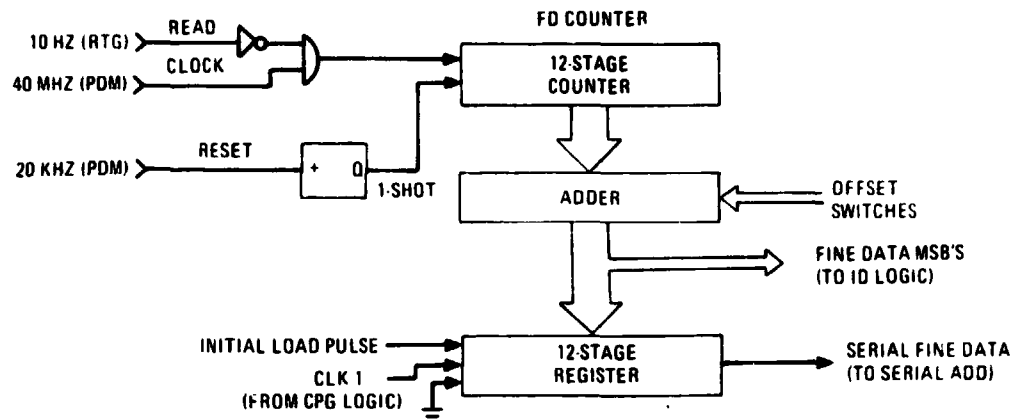 FD COUNTER
10 HZ (RTG)
READ
40 MHZ (PDM)
CLOCK
12-STAGE
COUNTER
20 KHZ (PDM)
RESET
+
Q
1-SHOT
ADDER
OFFSET
SWITCHES
FINE DATA MSB'S
(TO ID LOGIC)
INITIAL LOAD PULSE
CLK 1
(FROM CPG LOGIC)
12-STAGE
REGISTER
SERIAL FINE DATA
(TO SERIAL ADD)